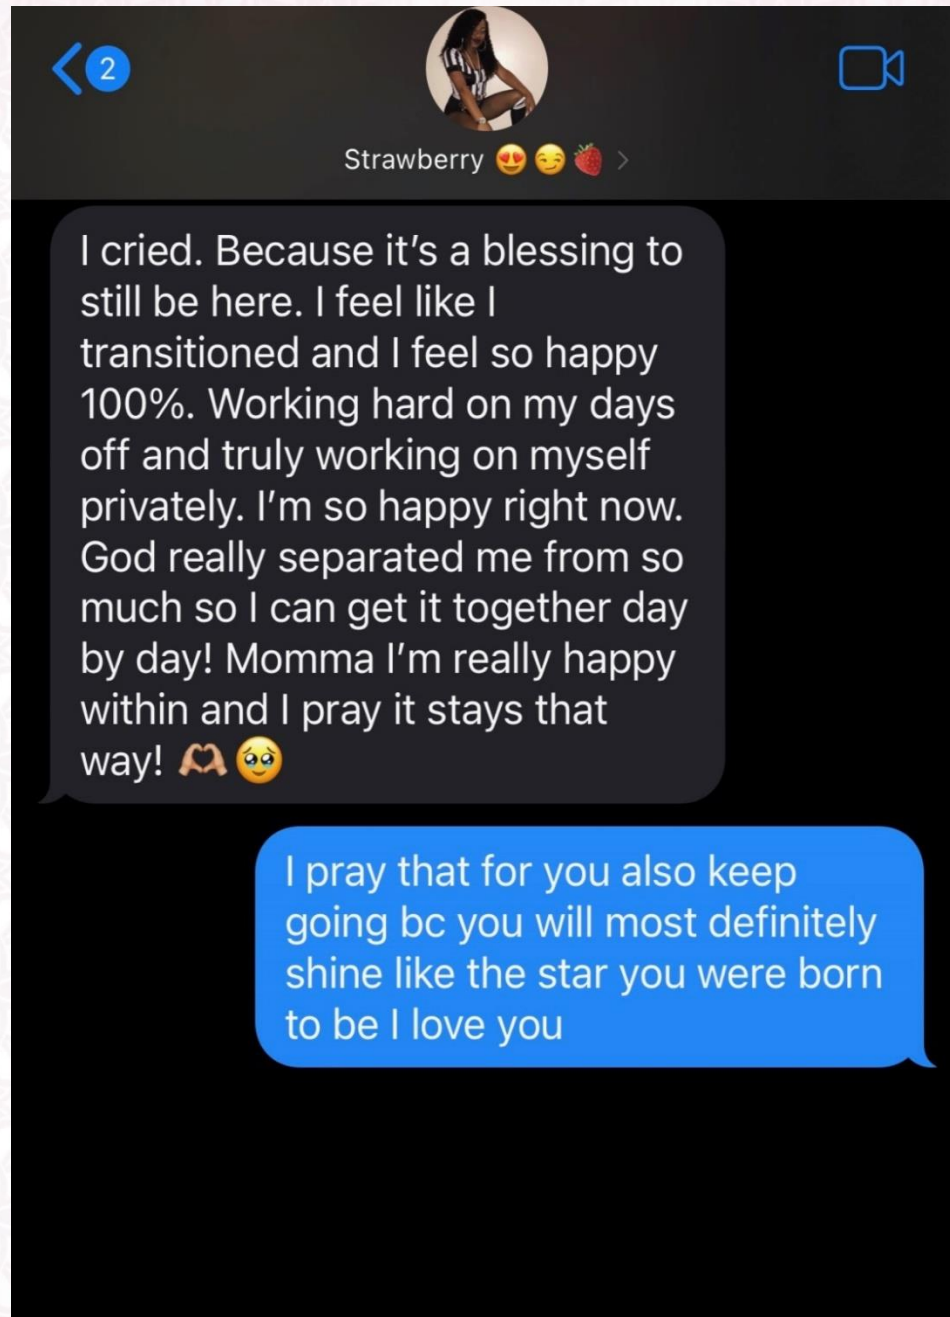 2
Strawberry 😍😏🍓
I cried. Because it’s a blessing to
still be here. I feel like I
transitioned and I feel so happy
100%. Working hard on my days
off and truly working on myself
privately. I’m so happy right now.
God really separated me from so
much so I can get it together day
by day! Momma I’m really happy
within and I pray it stays that
way! 🫶🏼🥹
I pray that for you also keep
going bc you will most definitely
shine like the star you were born
to be I love you